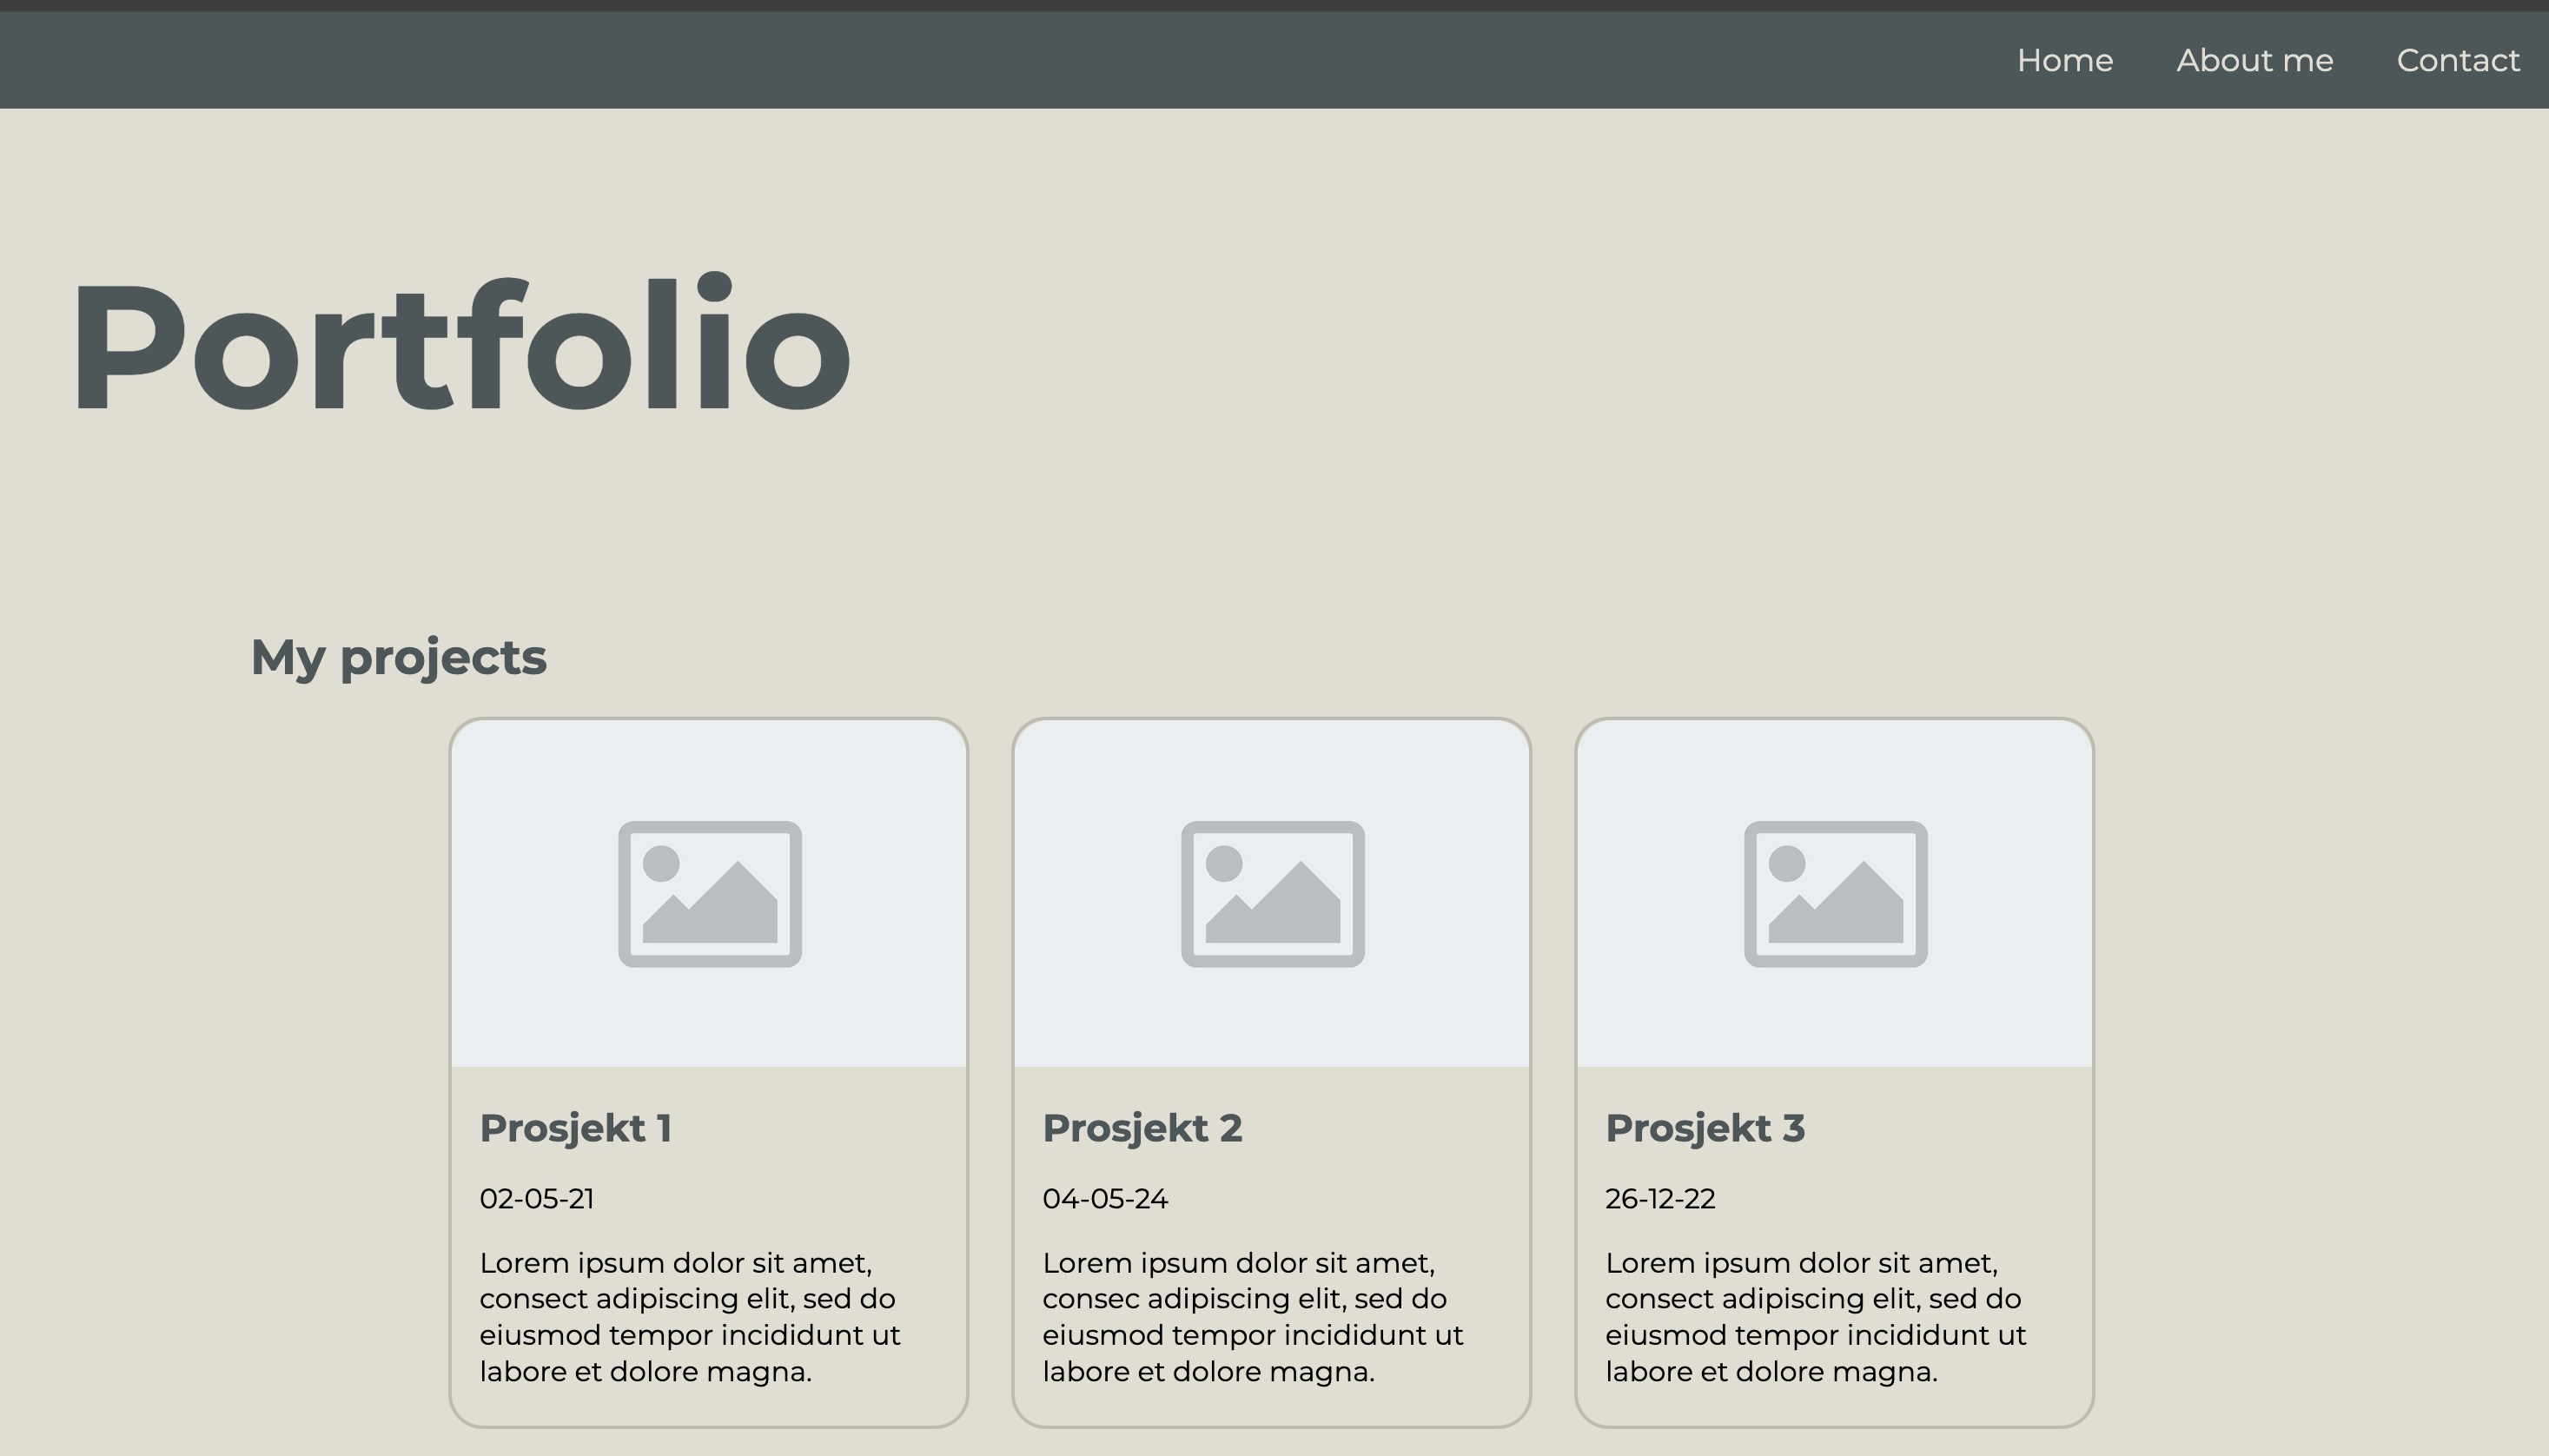 Home About me Contact
Portfolio
My projects
Prosjekt 1
02-05-21
Lorem ipsum dolor sit amet,
consect adipiscing elit, sed do
eiusmod tempor incididunt ut
labore et dolore magna.
Prosjekt 2
04-05-24
Lorem ipsum dolor sit amet,
consec adipiscing elit, sed do
eiusmod tempor incididunt ut
labore et dolore magna.
Prosjekt 3
26-12-22
Lorem ipsum dolor sit amet,
consect adipiscing elit, sed do
eiusmod tempor incididunt ut
labore et dolore magna.